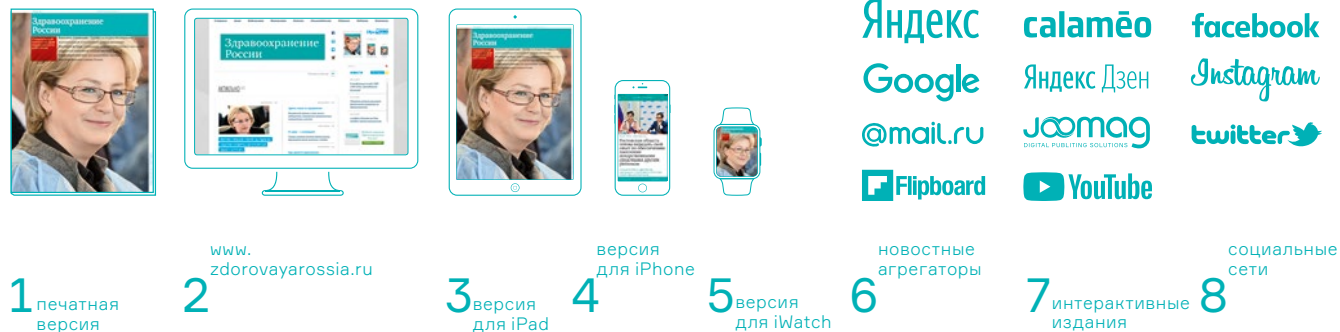 Здравоохранение
России
Здравоохранение
России
Здравоохранение
России
Яндекс
Google
@mail.ru
Flipboard
calamēo
Яндекс Дзен
JOOMAG
DIGITAL PUBLITING SOLUTIONS
YouTube
facebook
Instagram
twitter
1 печатная
версия
2 www.
zdorovayarossia.ru
3 версия
для iPad
4 версия
для iPhone
5 версия
для iWatch
6 новостные
агрегаторы
7 интерактивные
издания
8 социальные
сети